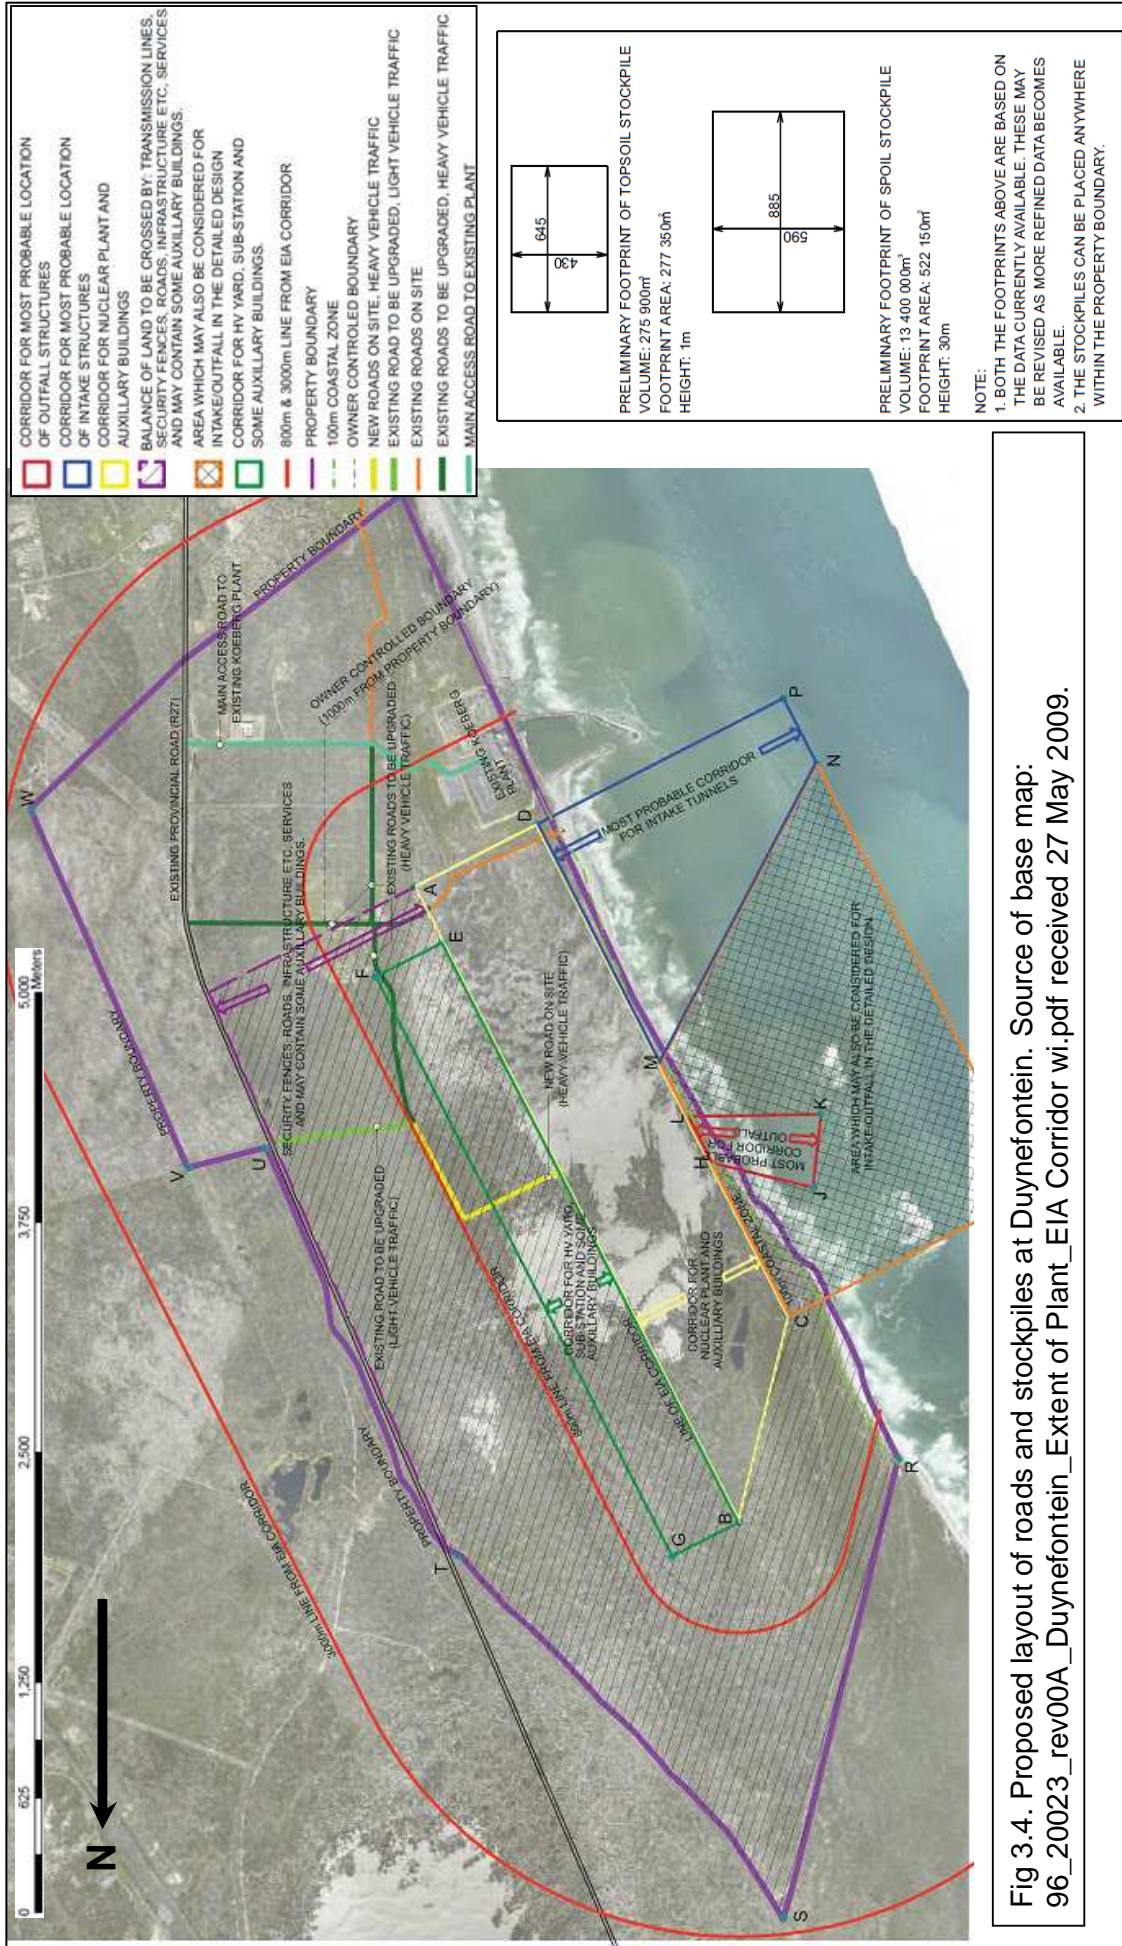 CORRIDOR FOR MOST PROBABLE LOCATION
OF OUTFALL STRUCTURES
CORRIDOR FOR MOST PROBABLE LOCATION
OF INTAKE STRUCTURES
CORRIDOR FOR NUCLEAR PLANT AND
AUXILLARY BUILDINGS
BALANCE OF LAND TO BE CROSSED BY: TRANSMISSION LINES,
SECURITY FENCES, ROADS, INFRASTRUCTURE ETC, SERVICES
AND MAY CONTAIN SOME AUXILLARY BUILDINGS.
AREA WHICH MAY ALSO BE CONSIDERED FOR
INTAKE/OUTFALL IN THE DETAILED DESIGN
CORRIDOR FOR HV YARD, SUB-STATION AND
SOME AUXILLARY BUILDINGS.
800m & 3000m LINE FROM EIA CORRIDOR
PROPERTY BOUNDARY
100m COASTAL ZONE
OWNER CONTROLED BOUNDARY
NEW ROADS ON SITE, HEAVY VEHICLE TRAFFIC
EXISTING ROAD TO BE UPGRADED, LIGHT VEHICLE TRAFFIC
EXISTING ROADS ON SITE
EXISTING ROADS TO BE UPGRADED, HEAVY VEHICLE TRAFFIC
MAIN ACCESS ROAD TO EXISTING PLANT
645
430
PRELIMINARY FOOTPRINT OF TOPSOIL STOCKPILE
VOLUME: 275 900m³
FOOTPRINT AREA: 277 350m²
HEIGHT: 1m
885
590
PRELIMINARY FOOTPRINT OF SPOIL STOCKPILE
VOLUME: 13 400 000m³
FOOTPRINT AREA: 522 150m²
HEIGHT: 30m
NOTE:
1. BOTH THE FOOTPRINTS ABOVE ARE BASED ON
THE DATA CURRENTLY AVAILABLE. THESE MAY
BE REVISED AS MORE REFINED DATA BECOMES
AVAILABLE.
2. THE STOCKPILES CAN BE PLACED ANYWHERE
WITHIN THE PROPERTY BOUNDARY.
N
0 625 1,250 2,500 3,750 5,000
Meters
3000m LINE FROM EIA CORRIDOR
PROPERTY BOUNDARY
W
V
U
T
S
R
EXISTING PROVINCIAL ROAD (R27)
MAIN ACCESS ROAD TO
EXISTING KOEBERG PLANT
PROPERTY BOUNDARY
OWNER CONTROLLED BOUNDARY
(1000m FROM PROPERTY BOUNDARY)
SECURITY FENCES, ROADS, INFRASTRUCTURE ETC, SERVICES
AND MAY CONTAIN SOME AUXILLARY BUILDINGS.
EXISTING ROADS TO BE UPGRADED
(HEAVY VEHICLE TRAFFIC)
EXISTING KOEBERG
PLANT
EXISTING ROAD TO BE UPGRADED
(LIGHT VEHICLE TRAFFIC)
PROPERTY BOUNDARY
800m LINE FROM EIA CORRIDOR
NEW ROAD ON SITE
(HEAVY VEHICLE TRAFFIC)
CORRIDOR FOR HV YARD,
SUB-STATION AND SOME
AUXILLARY BUILDINGS
LINE OF EIA CORRIDOR
CORRIDOR FOR
NUCLEAR PLANT AND
AUXILLIARY BUILDINGS
100m COASTAL ZONE
MOST PROBABLE
CORRIDOR FOR
OUTFALL
MOST PROBABLE CORRIDOR
FOR INTAKE TUNNELS
AREA WHICH MAY ALSO BE CONSIDERED FOR
INTAKE/OUTFALL IN THE DETAILED DESIGN
A
B
C
D
E
F
G
H
J
K
L
M
N
P
Fig 3.4. Proposed layout of roads and stockpiles at Duynefontein. Source of base map:
96_20023_rev00A_Duynefontein_Extent of Plant_EIA Corridor wi.pdf received 27 May 2009.